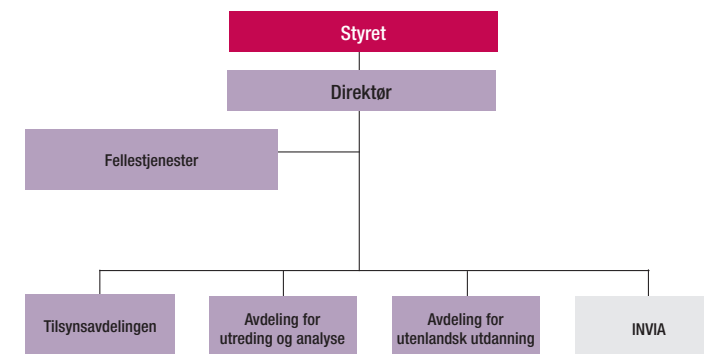 Styret
Direktør
Fellestjenester
Tilsynsavdelingen
Avdeling for
utreding og analyse
Avdeling for
utenlandsk utdanning
INVIA